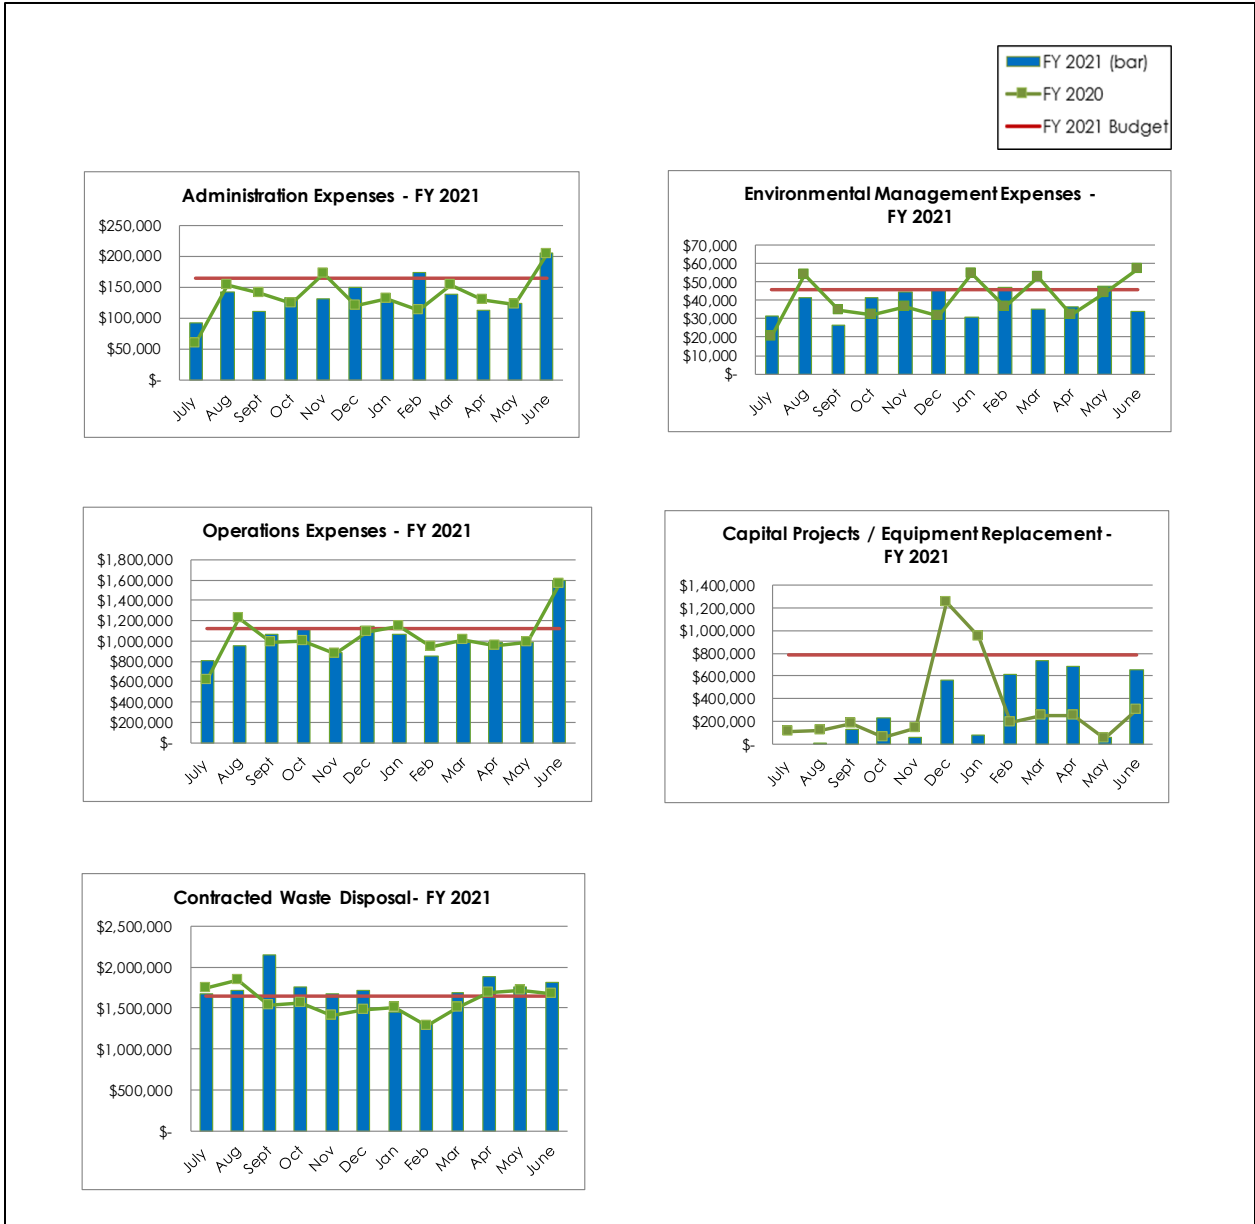 FY 2021 (bar)
FY 2020
FY 2021 Budget
Administration Expenses - FY 2021
$250,000
$200,000
$150,000
$100,000
$50,000
$-
July Aug Sept Oct Nov Dec Jan Feb Mar Apr May June
Environmental Management Expenses -
FY 2021
$70,000
$60,000
$50,000
$40,000
$30,000
$20,000
$10,000
$-
July Aug Sept Oct Nov Dec Jan Feb Mar Apr May June
Operations Expenses - FY 2021
$1,800,000
$1,600,000
$1,400,000
$1,200,000
$1,000,000
$800,000
$600,000
$400,000
$200,000
$-
July Aug Sept Oct Nov Dec Jan Feb Mar Apr May June
Capital Projects / Equipment Replacement -
FY 2021
$1,400,000
$1,200,000
$1,000,000
$800,000
$600,000
$400,000
$200,000
$-
July Aug Sept Oct Nov Dec Jan Feb Mar Apr May June
Contracted Waste Disposal- FY 2021
$2,500,000
$2,000,000
$1,500,000
$1,000,000
$500,000
$-
July Aug Sept Oct Nov Dec Jan Feb Mar Apr May June